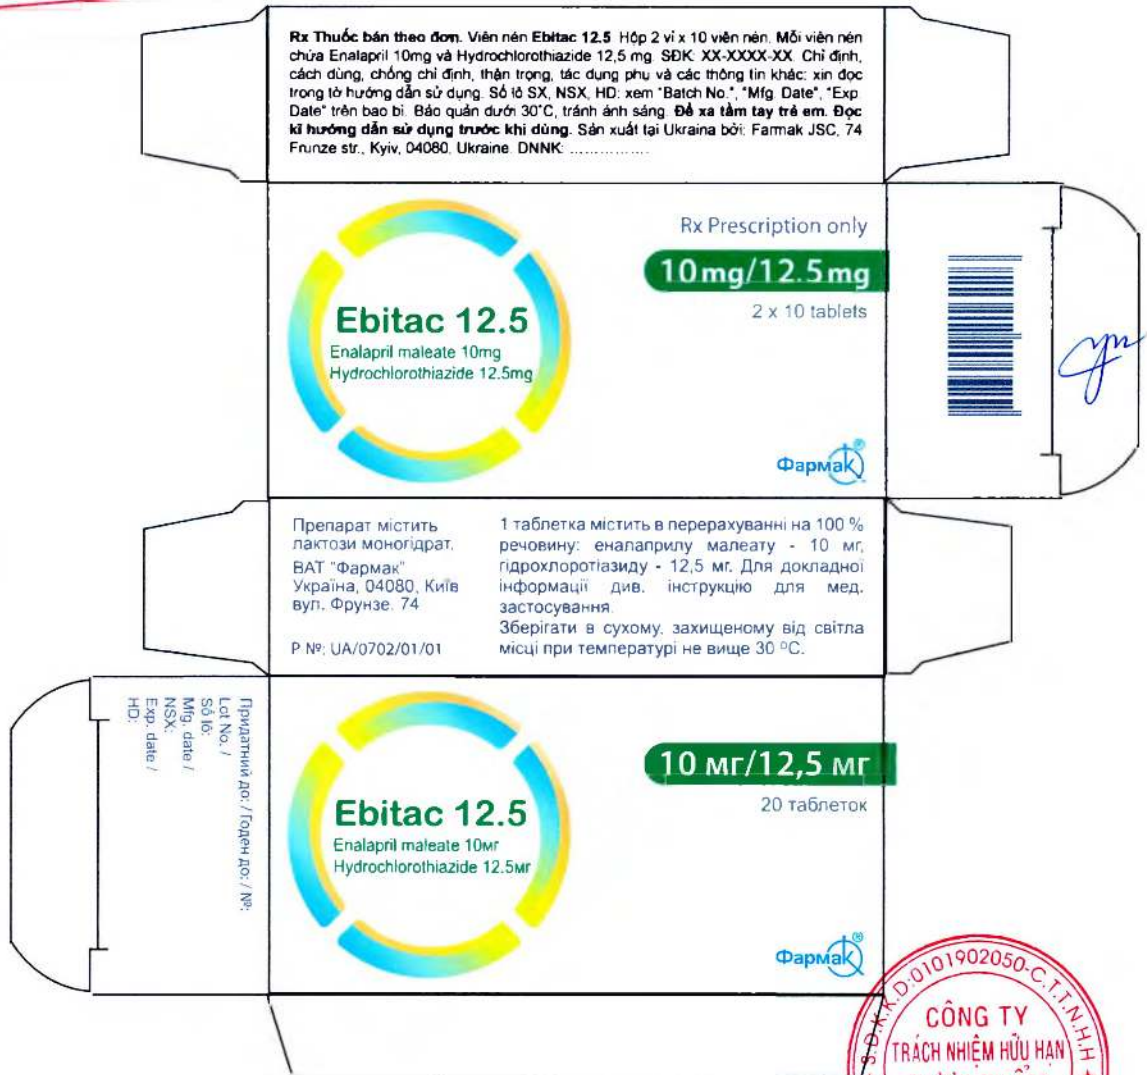 Rx Thuốc bán theo đơn. Viên nén Ebitac 12.5 Hộp 2 vỉ x 10 viên nén. Mỗi viên nén
chứa Enalapril 10mg và Hydrochlorothiazide 12,5 mg. SĐK: XX-XXXX-XX. Chỉ định,
cách dùng, chống chỉ định, thận trọng, tác dụng phụ và các thông tin khác: xin đọc
trong tờ hướng dẫn sử dụng. Số lô SX, NSX, HD: xem "Batch No.", "Mfg. Date", "Exp.
Date" trên bao bì. Bảo quản dưới 30°C, tránh ánh sáng. Để xa tầm tay trẻ em. Đọc
kĩ hướng dẫn sử dụng trước khi dùng. Sản xuất tại Ukraina bởi: Farmak JSC, 74
Frunze str., Kyiv, 04080, Ukraine. DNNK: ................
Rx Prescription only
10mg/12.5mg
2 x 10 tablets
Ebitac 12.5
Enalapril maleate 10mg
Hydrochlorothiazide 12.5mg
Фармак®
Препарат містить
лактози моногідрат.
ВАТ "Фармак"
Україна, 04080, Київ
вул. Фрунзе. 74
Р №: UA/0702/01/01
1 таблетка містить в перерахуванні на 100 %
речовину: еналаприлу малеату - 10 мг,
гідрохлоротіазиду - 12,5 мг. Для докладної
інформації див. інструкцію для мед.
застосування.
Зберігати в сухому, захищеному від світла
місці при температурі не вище 30 ºС.
Придатний до: / Годен до: / №:
Lot No. /
Số lô:
Mfg. date /
NSX:
Exp. date /
HD:
10 мг/12,5 мг
20 таблеток
Ebitac 12.5
Enalapril maleate 10мг
Hydrochlorothiazide 12.5мг
Фармак®
S.Đ.K.K.D:0101902050-C.T.T.N.H.H
CÔNG TY
TRÁCH NHIỆM HỮU HẠN